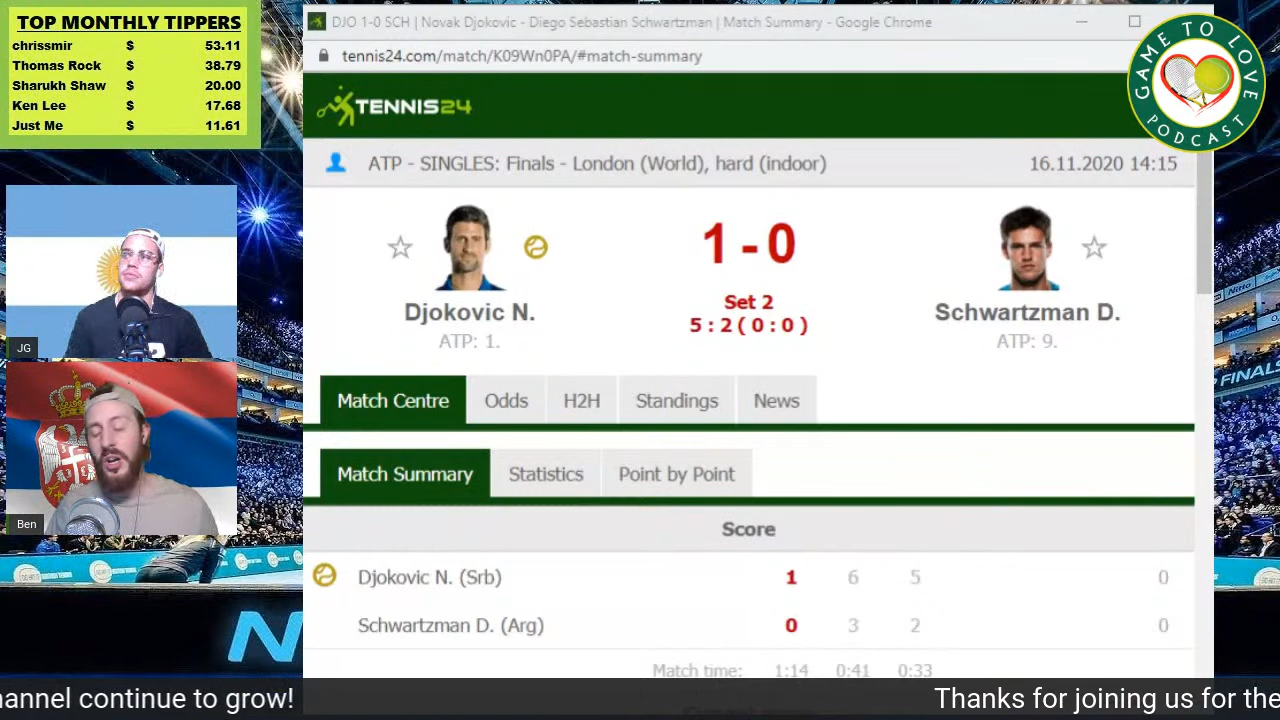 TOP MONTHLY TIPPERS
chrissmir $ 53.11
Thomas Rock $ 38.79
Sharukh Shaw $ 20.00
Ken Lee $ 17.68
Just Me $ 11.61
JG
Ben
DJO 1-0 SCH | Novak Djokovic - Diego Sebastian Schwartzman | Match Summary - Google Chrome
tennis24.com/match/K09Wn0PA/#match-summary
TENNIS24
GAME TO LOVE
PODCAST
ATP - SINGLES: Finals - London (World), hard (indoor) 16.11.2020 14:15
1 - 0
Set 2
5 : 2 ( 0 : 0 )
Djokovic N. Schwartzman D.
ATP: 1. ATP: 9.
Match Centre Odds H2H Standings News
Match Summary Statistics Point by Point
Score
Djokovic N. (Srb) 1 6 5 0
Schwartzman D. (Arg) 0 3 2 0
Match time: 1:14 0:41 0:33
Nitto
FINALS
N
hannel continue to grow! Thanks for joining us for the